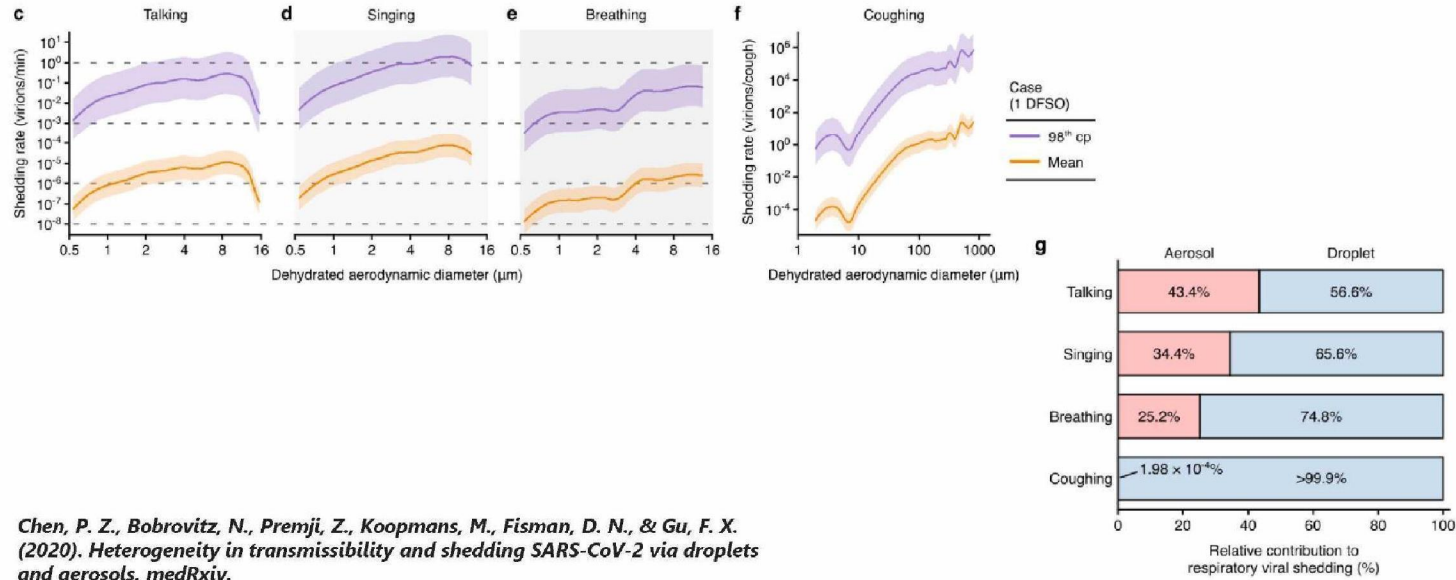 c Talking d Singing e Breathing f Coughing
Shedding rate (virions/min)
10¹
10⁰
10⁻¹
10⁻²
10⁻³
10⁻⁴
10⁻⁵
10⁻⁶
10⁻⁷
10⁻⁸
0.5 1 2 4 8 16
0.5 1 2 4 8 16
0.5 1 2 4 8 16
Dehydrated aerodynamic diameter (μm)
Shedding rate (virions/cough)
10⁶
10⁴
10²
10⁰
10⁻²
10⁻⁴
1 10 100 1000
Dehydrated aerodynamic diameter (μm)
Case
(1 DFSO)
98th cp
Mean
g Aerosol Droplet
Talking 43.4% 56.6%
Singing 34.4% 65.6%
Breathing 25.2% 74.8%
Coughing 1.98 × 10⁻⁴% >99.9%
0 20 40 60 80 100
Relative contribution to
respiratory viral shedding (%)
Chen, P. Z., Bobrovitz, N., Premji, Z., Koopmans, M., Fisman, D. N., & Gu, F. X.
(2020). Heterogeneity in transmissibility and shedding SARS-CoV-2 via droplets
and aerosols. medRxiv.